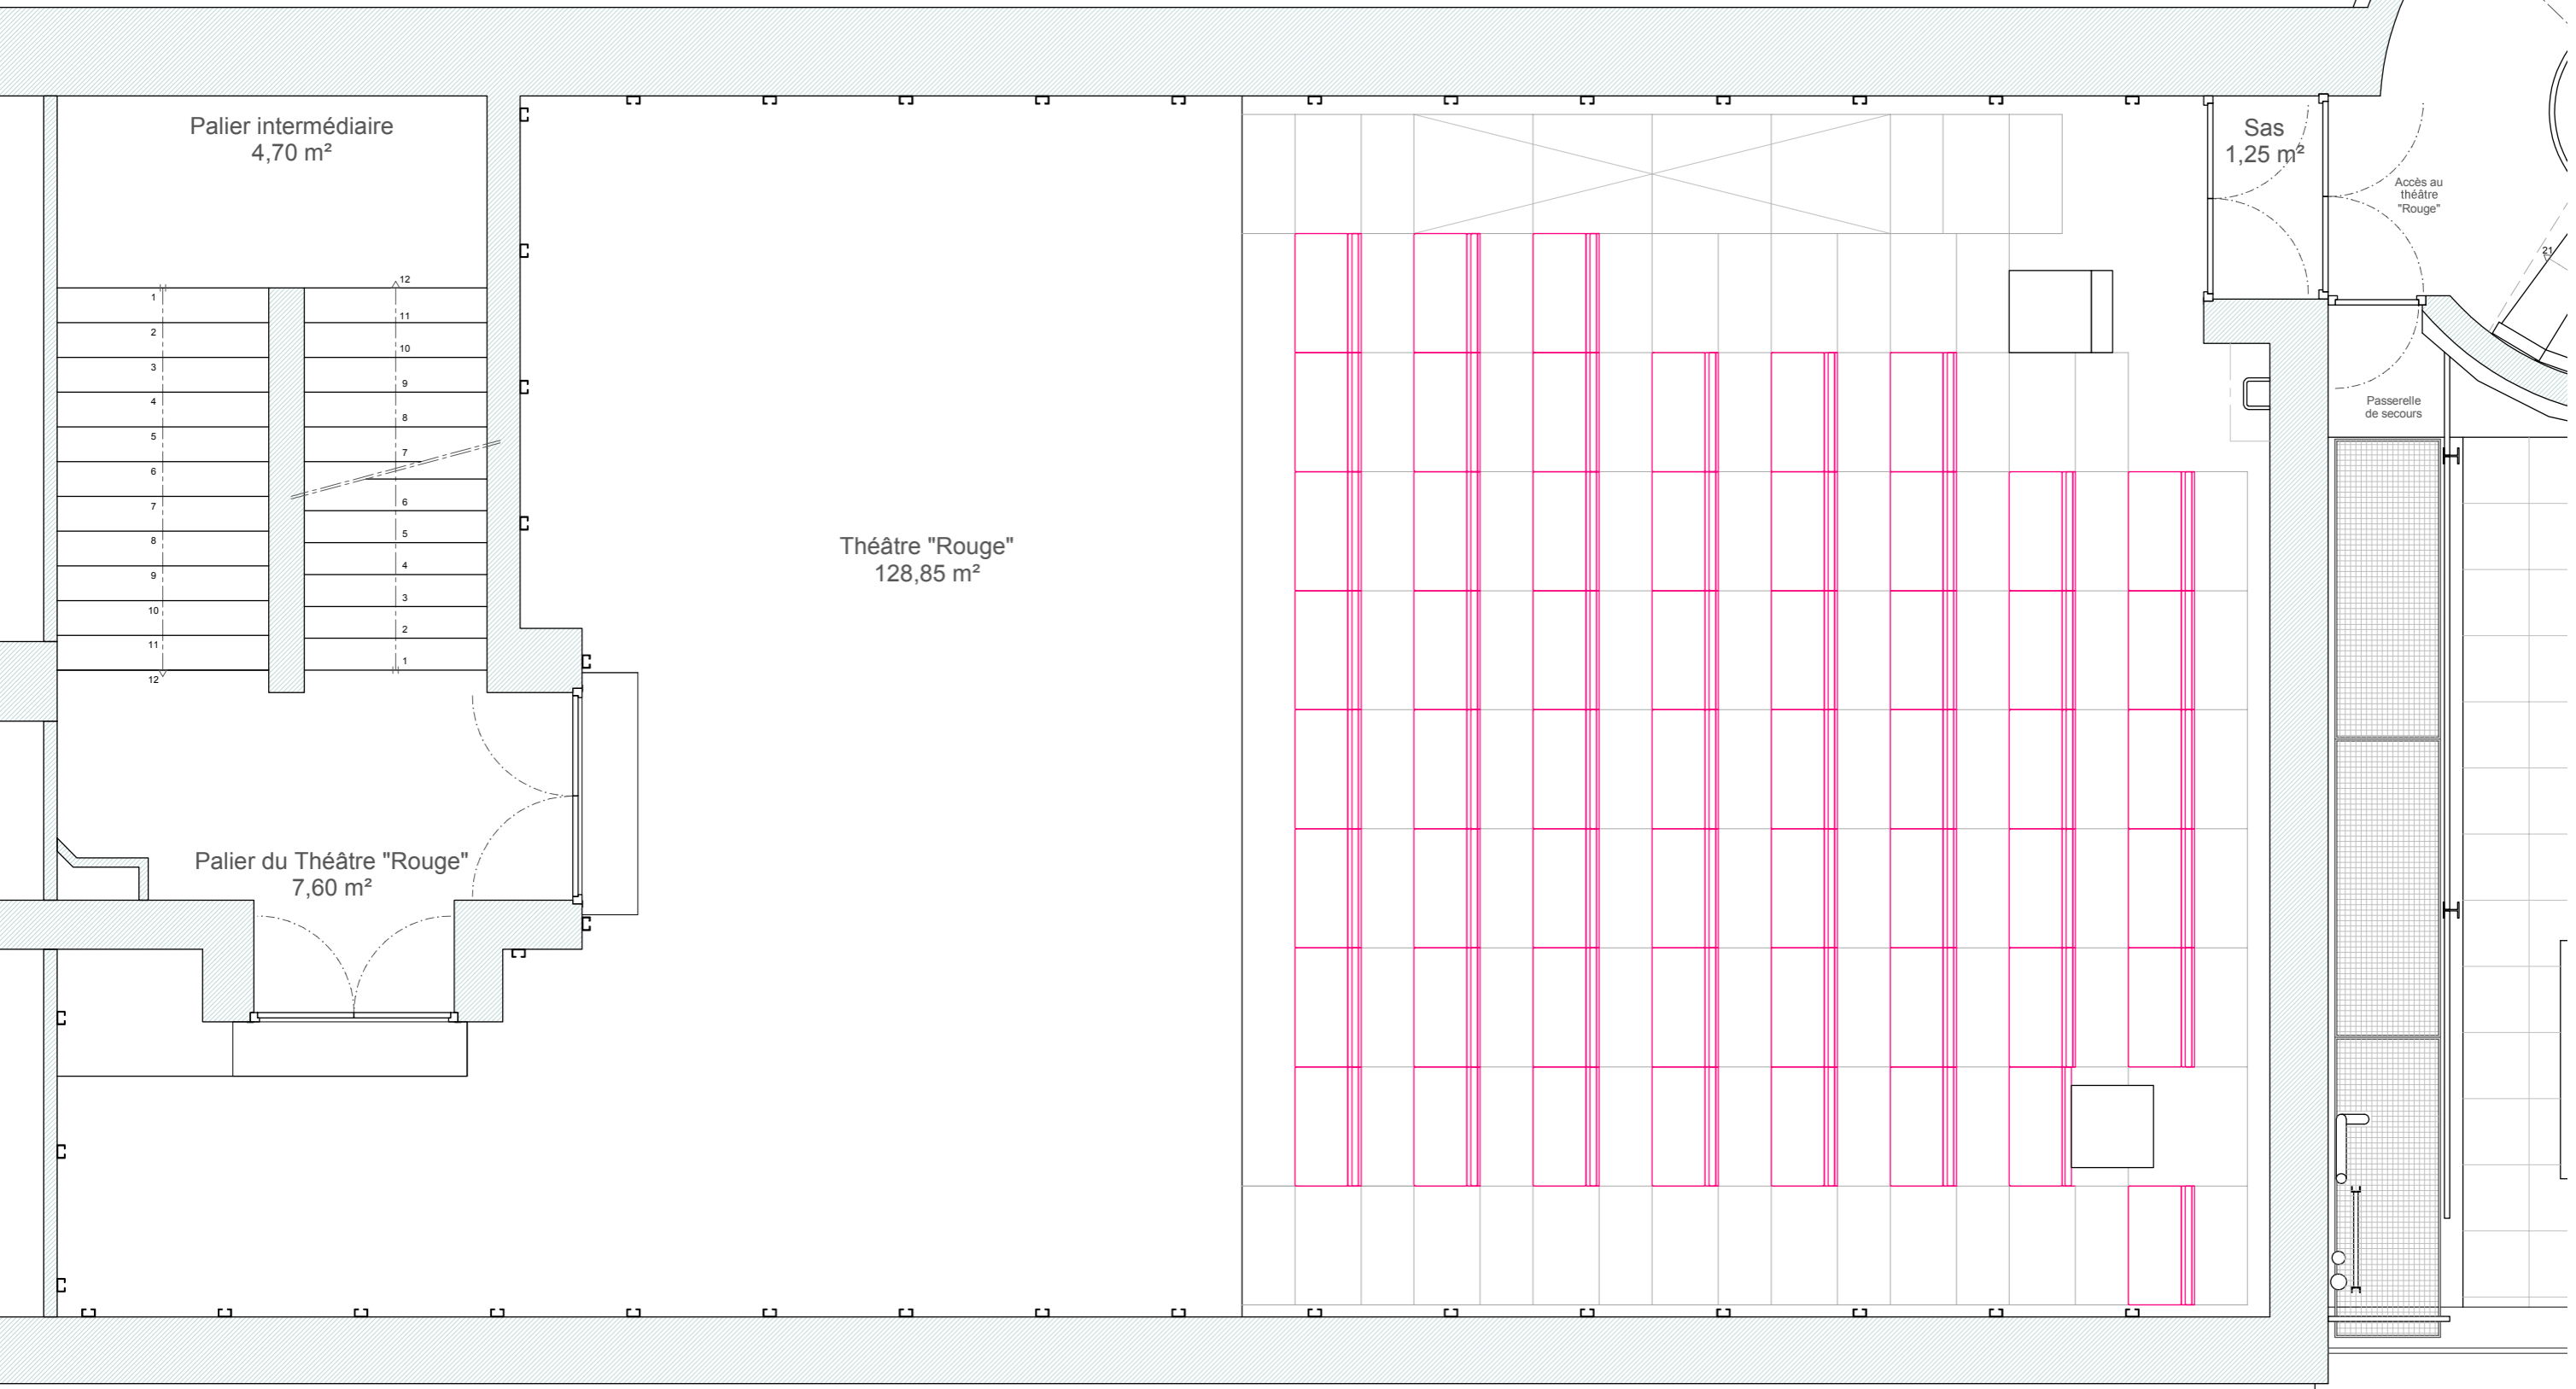 Palier intermédiaire
4,70 m²
Sas
1,25 m²
Accès au
théâtre
"Rouge"
21
1
2
3
4
5
6
7
8
9
10
11
12
12
11
10
9
8
7
6
5
4
3
2
1
Passerelle
de secours
Théâtre "Rouge"
128,85 m²
Palier du Théâtre "Rouge"
7,60 m²